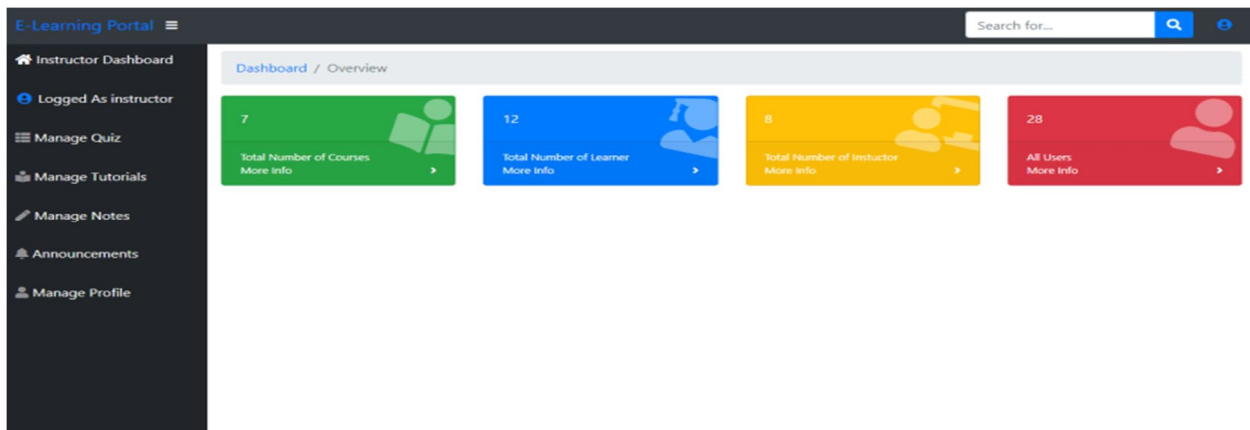 E-Learning Portal
Search for...
Instructor Dashboard
Logged As instructor
Manage Quiz
Manage Tutorials
Manage Notes
Announcements
Manage Profile
Dashboard / Overview
7
Total Number of Courses
More Info
12
Total Number of Learner
More Info
8
Total Number of Instuctor
More Info
28
All Users
More Info